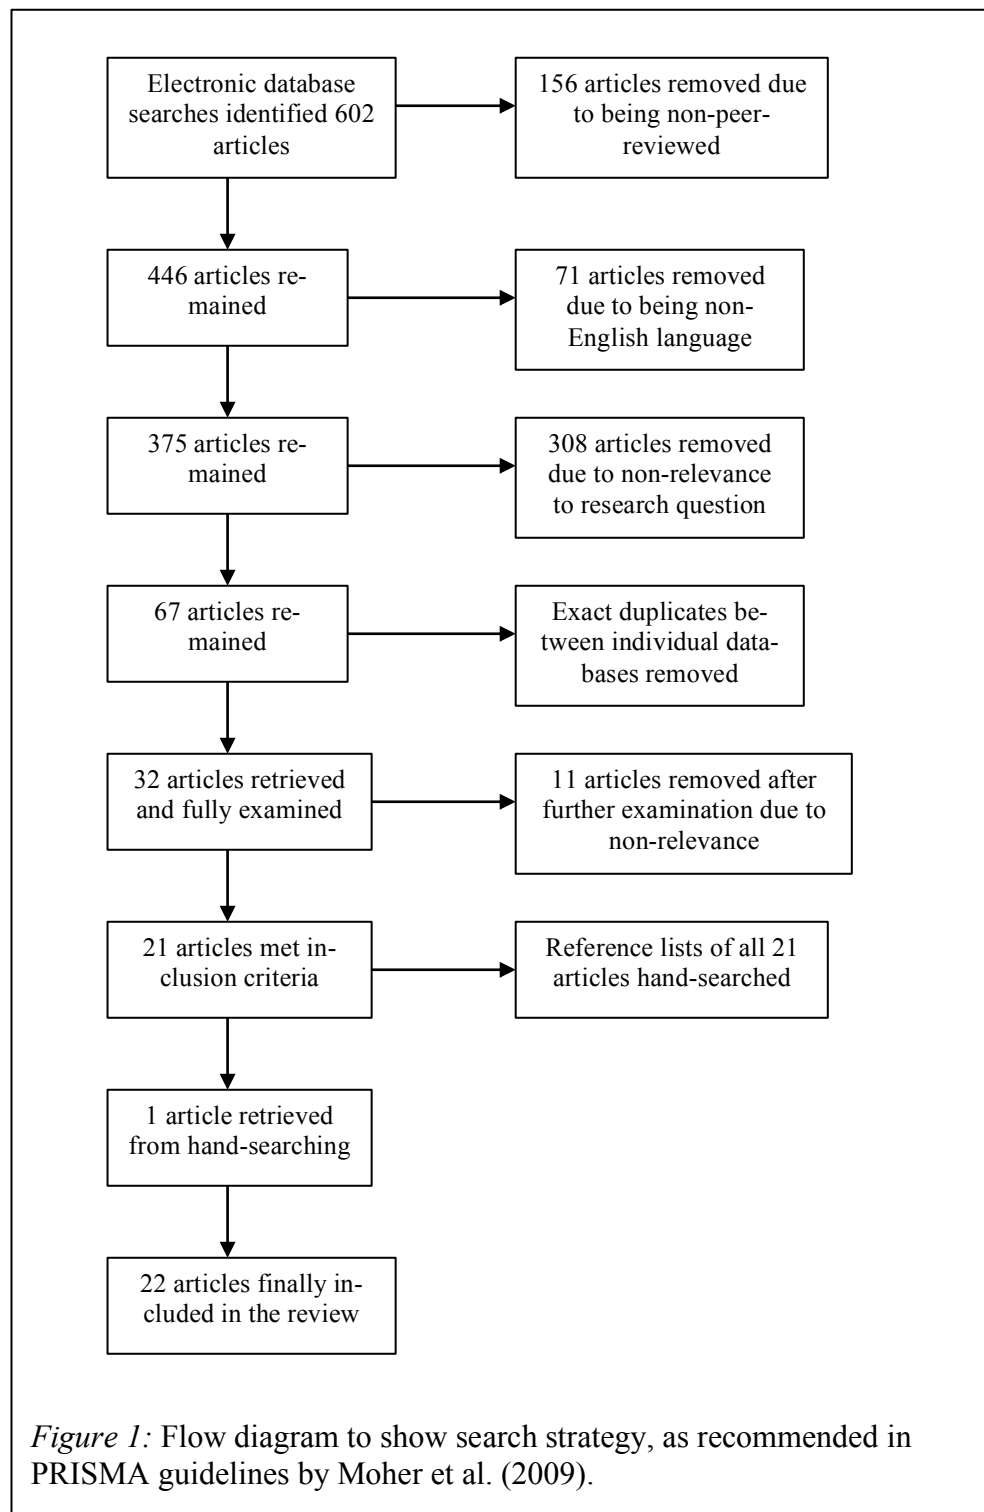 Electronic database
searches identified 602
articles
156 articles removed due
to being non-peer-
reviewed
446 articles re-
mained
71 articles removed
due to being non-
English language
375 articles re-
mained
308 articles removed
due to non-relevance
to research question
67 articles re-
mained
Exact duplicates be-
tween individual data-
bases removed
32 articles retrieved
and fully examined
11 articles removed after
further examination due to
non-relevance
21 articles met in-
clusion criteria
Reference lists of all 21
articles hand-searched
1 article retrieved
from hand-searching
22 articles finally in-
cluded in the review
Figure 1: Flow diagram to show search strategy, as recommended in
PRISMA guidelines by Moher et al. (2009).